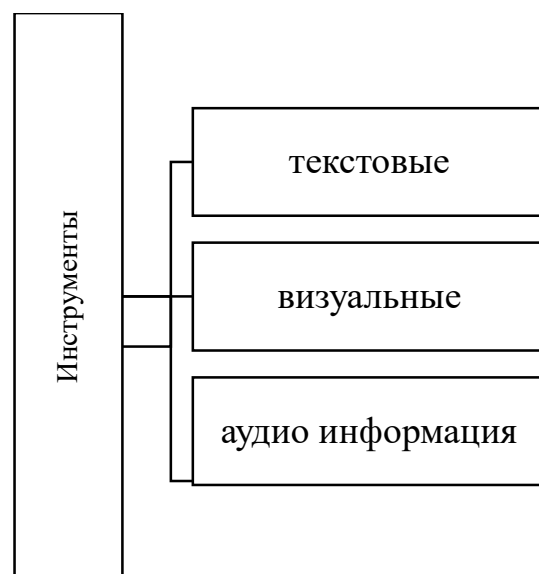 Инструменты
текстовые
визуальные
аудио информация